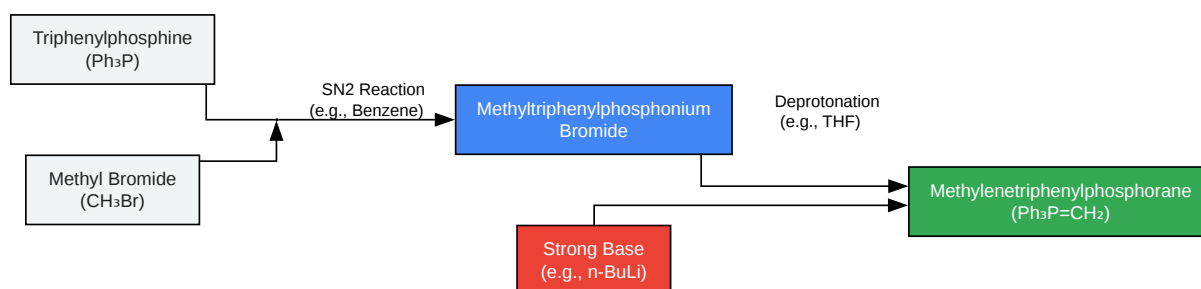 Triphenylphosphine
(Ph₃P)
SN2 Reaction
(e.g., Benzene)
Methyltriphenylphosphonium
Bromide
Deprotonation
(e.g., THF)
Methyl Bromide
(CH₃Br)
Methylenetriphenylphosphorane
(Ph₃P=CH₂)
Strong Base
(e.g., n-BuLi)